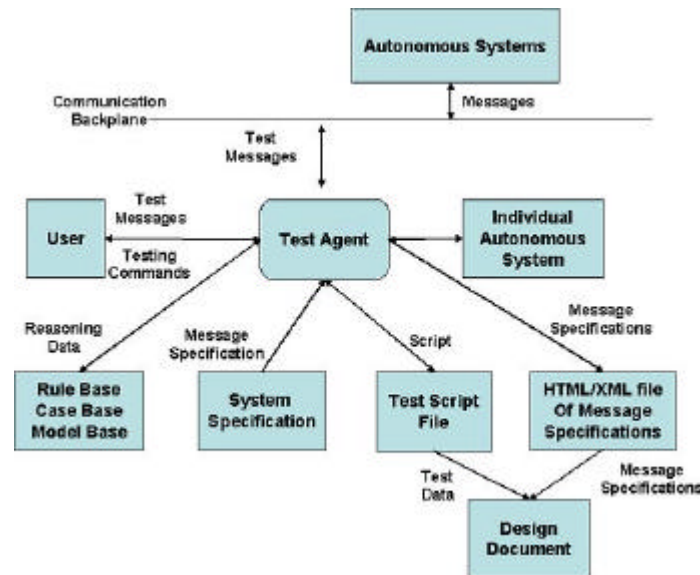 Autonomous Systems
Communication
Backplane
Messages
Test
Messages
Test
Messages
User
Testing
Commands
Test Agent
Individual
Autonomous
System
Reasoning
Data
Message
Specification
Script
Message
Specifications
Rule Base
Case Base
Model Base
System
Specification
Test Script
File
HTML/XML file
Of Message
Specifications
Test
Data
Message
Specifications
Design
Document